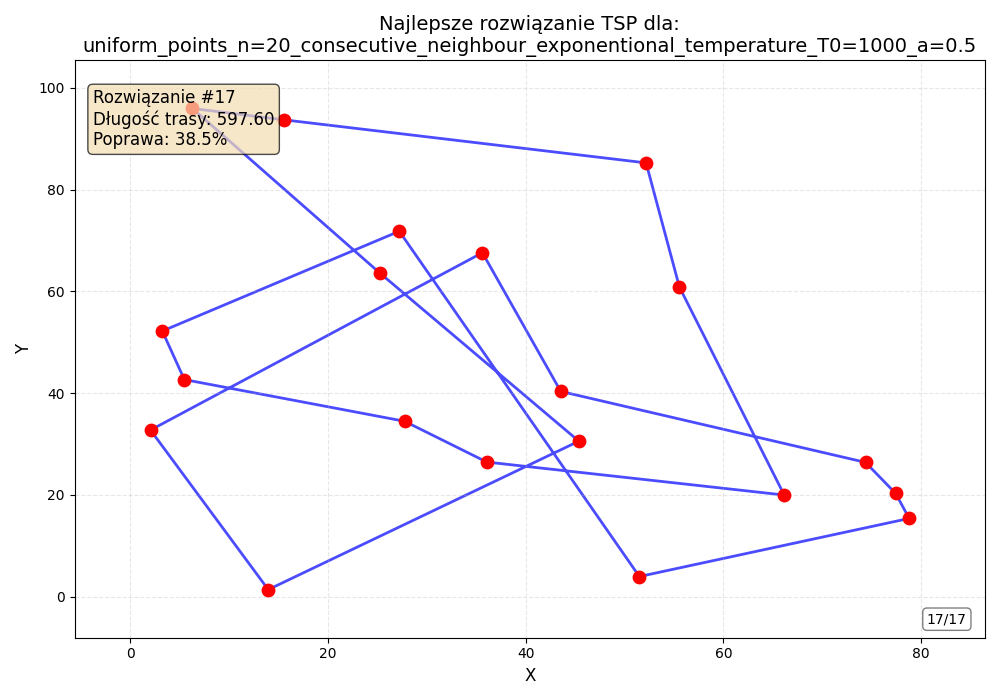 Najlepsze rozwiązanie TSP dla:
uniform_points_n=20_consecutive_neighbour_exponentional_temperature_T0=1000_a=0.5
Rozwiązanie #17
Długość trasy: 597.60
Poprawa: 38.5%
100
80
60
40
20
0
Y
17/17
0
20
40
60
80
X